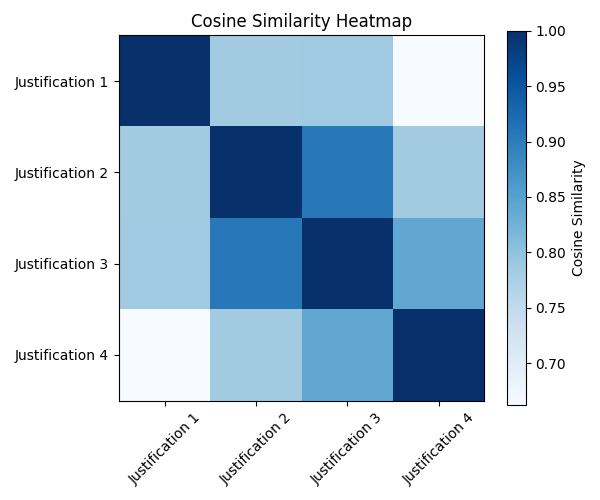 Cosine Similarity Heatmap
Justification 1
Justification 2
Justification 3
Justification 4
Justification 1
Justification 2
Justification 3
Justification 4
1.00
0.95
0.90
0.85
0.80
0.75
0.70
Cosine Similarity